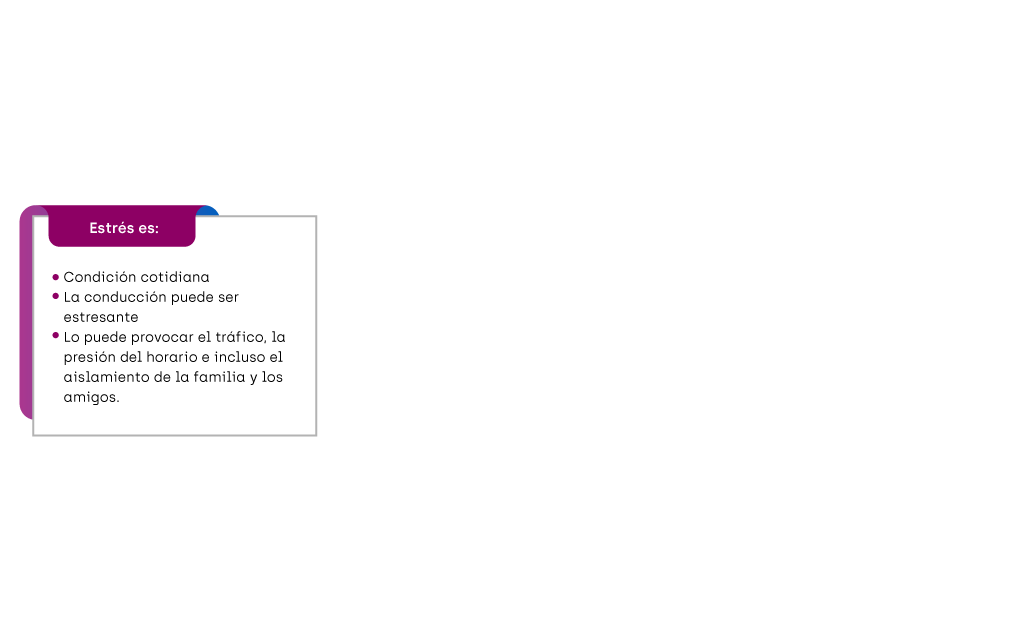 Estrés es:
Condición cotidiana
La conducción puede ser
estresante
Lo puede provocar el tráfico, la
presión del horario e incluso el
aislamiento de la familia y los
amigos.